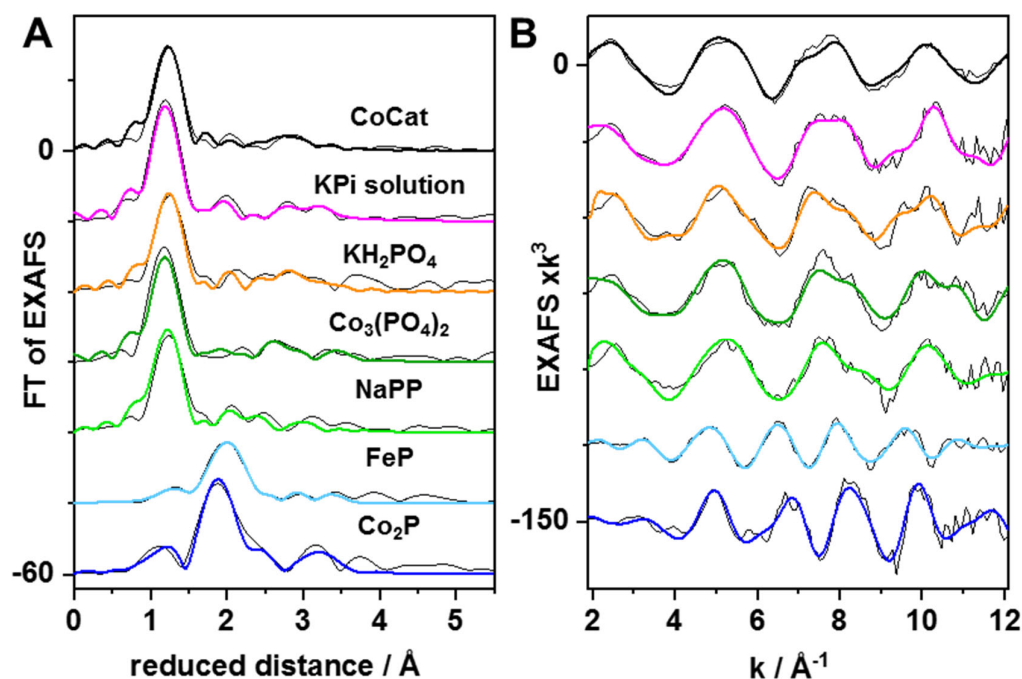 A
CoCat
KPi solution
KH₂PO₄
Co₃(PO₄)₂
NaPP
FeP
Co₂P
0
-60
FT of EXAFS
0 1 2 3 4 5
reduced distance / Å
B
0
-150
EXAFS xk³
2 4 6 8 10 12
k / Å⁻¹